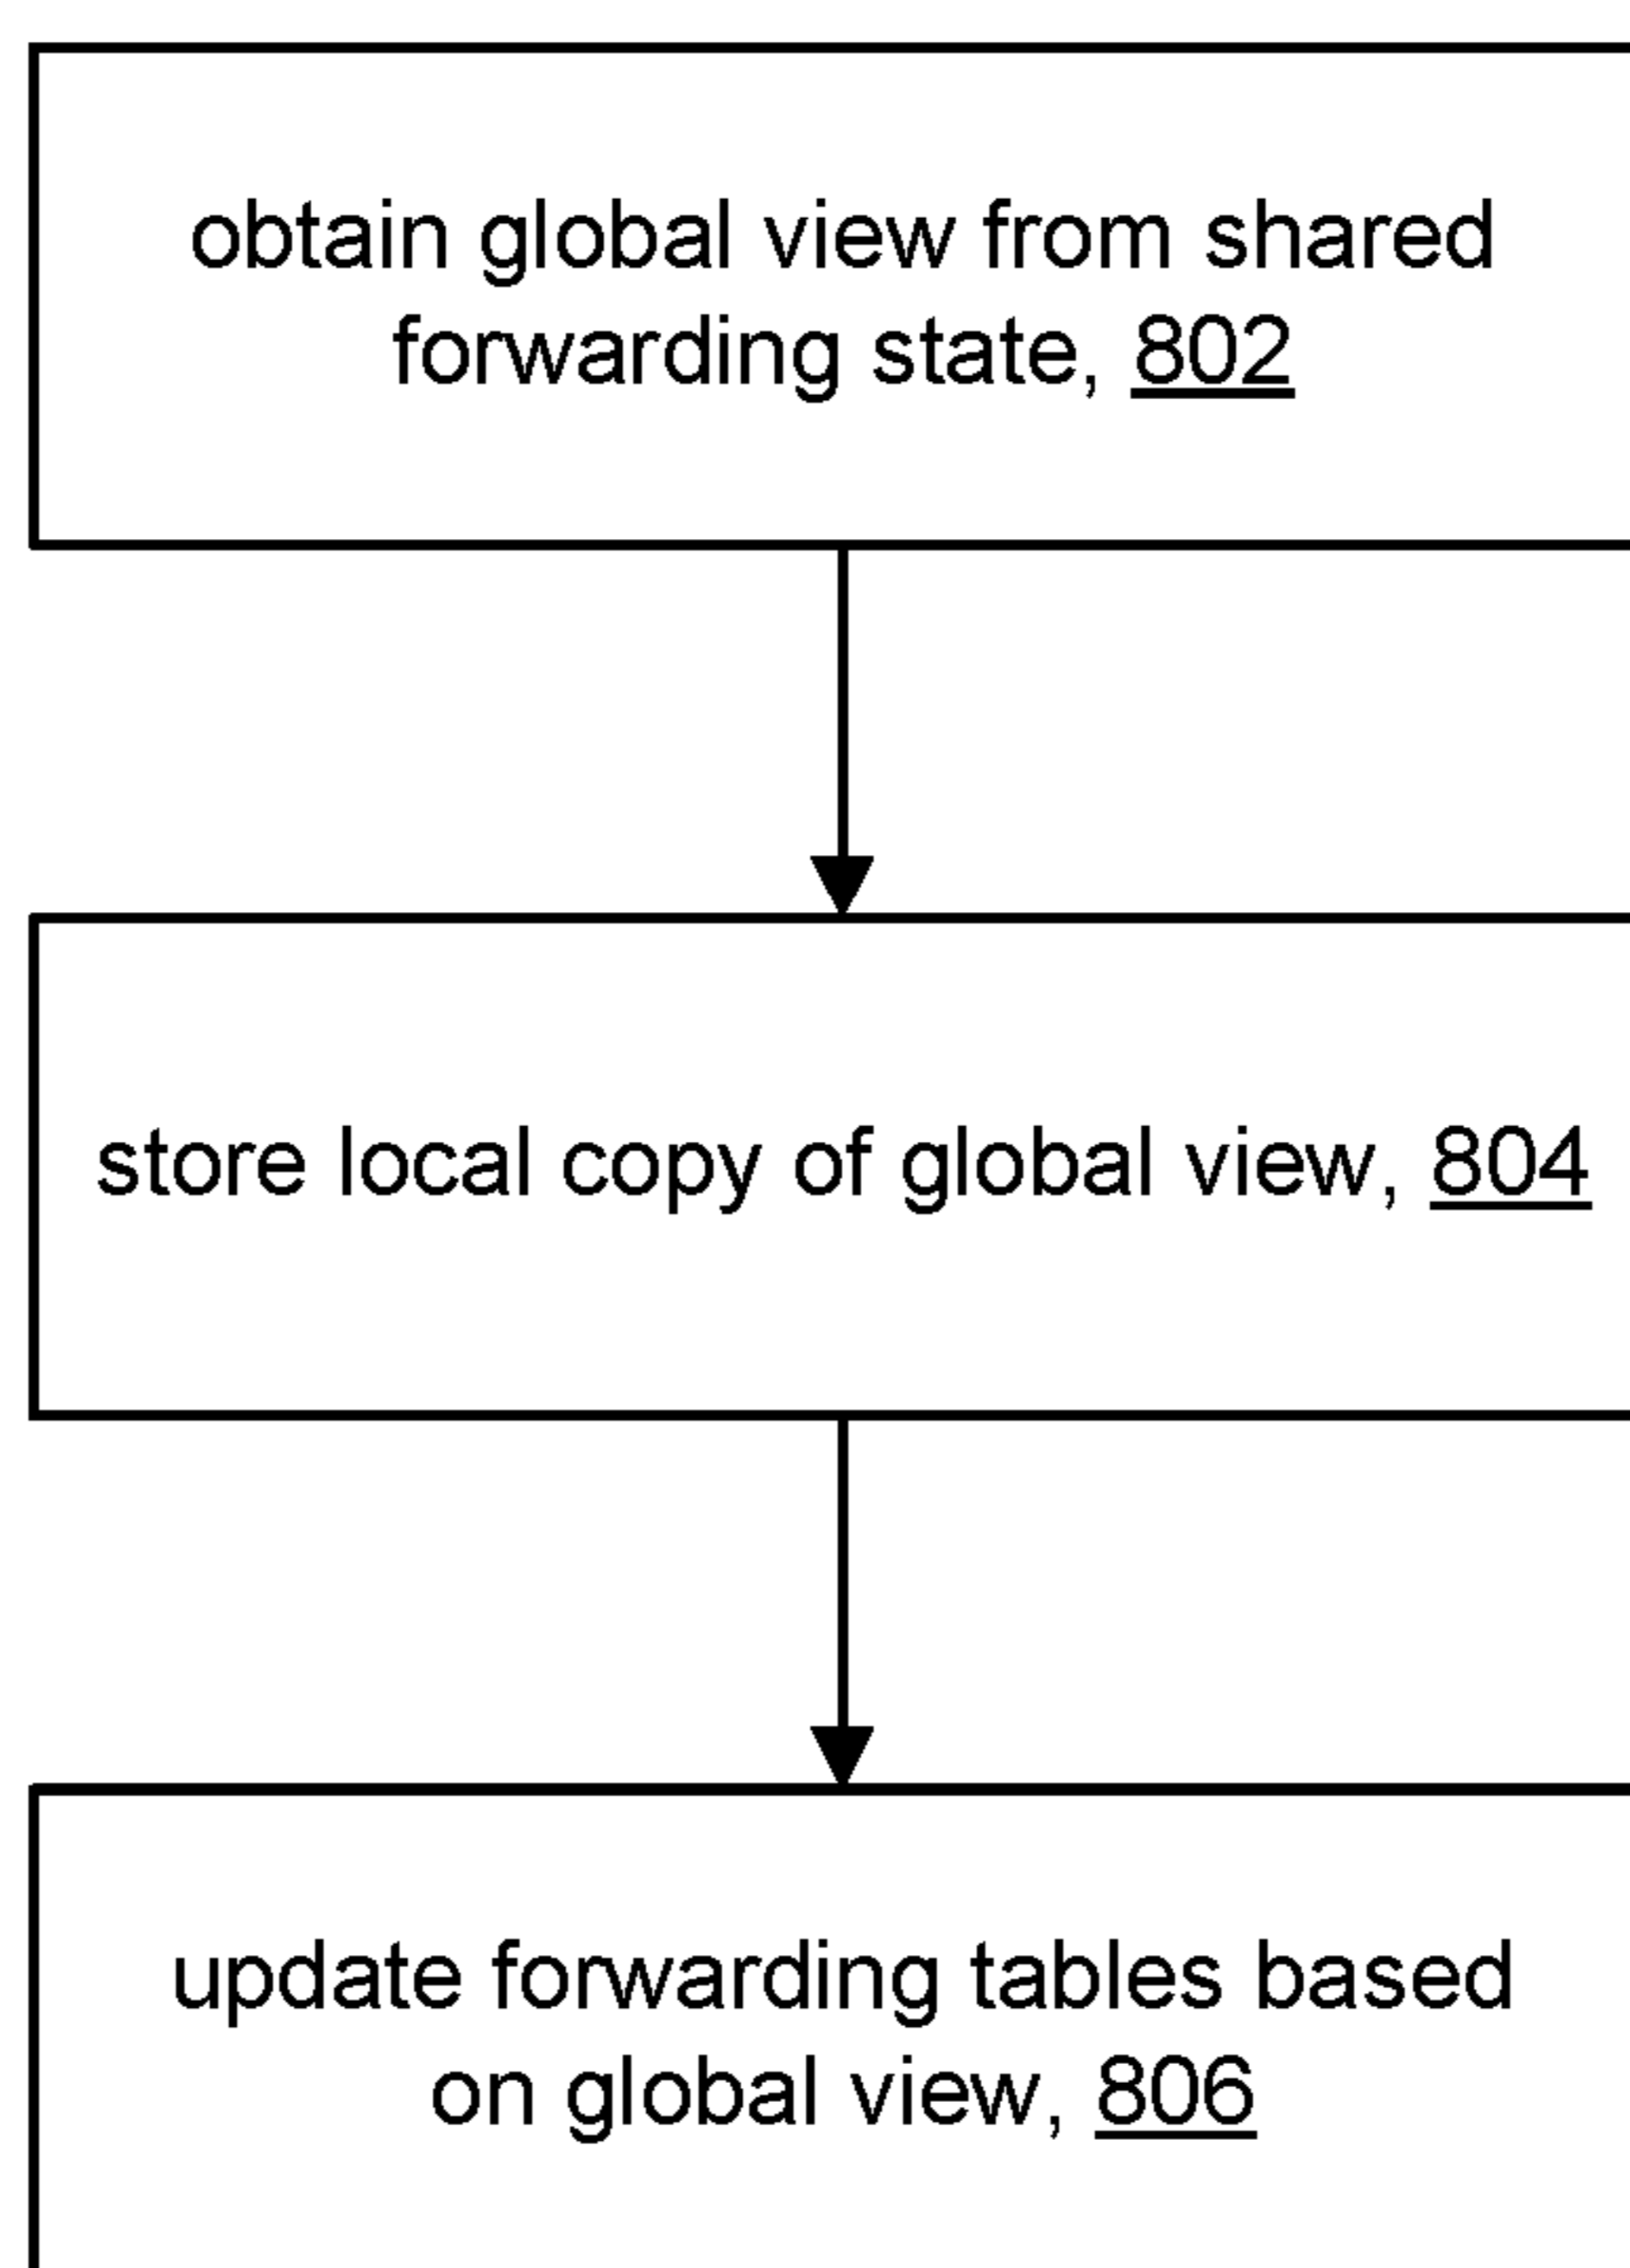 obtain global view from shared
forwarding state, 802
store local copy of global view, 804
update forwarding tables based
on global view, 806